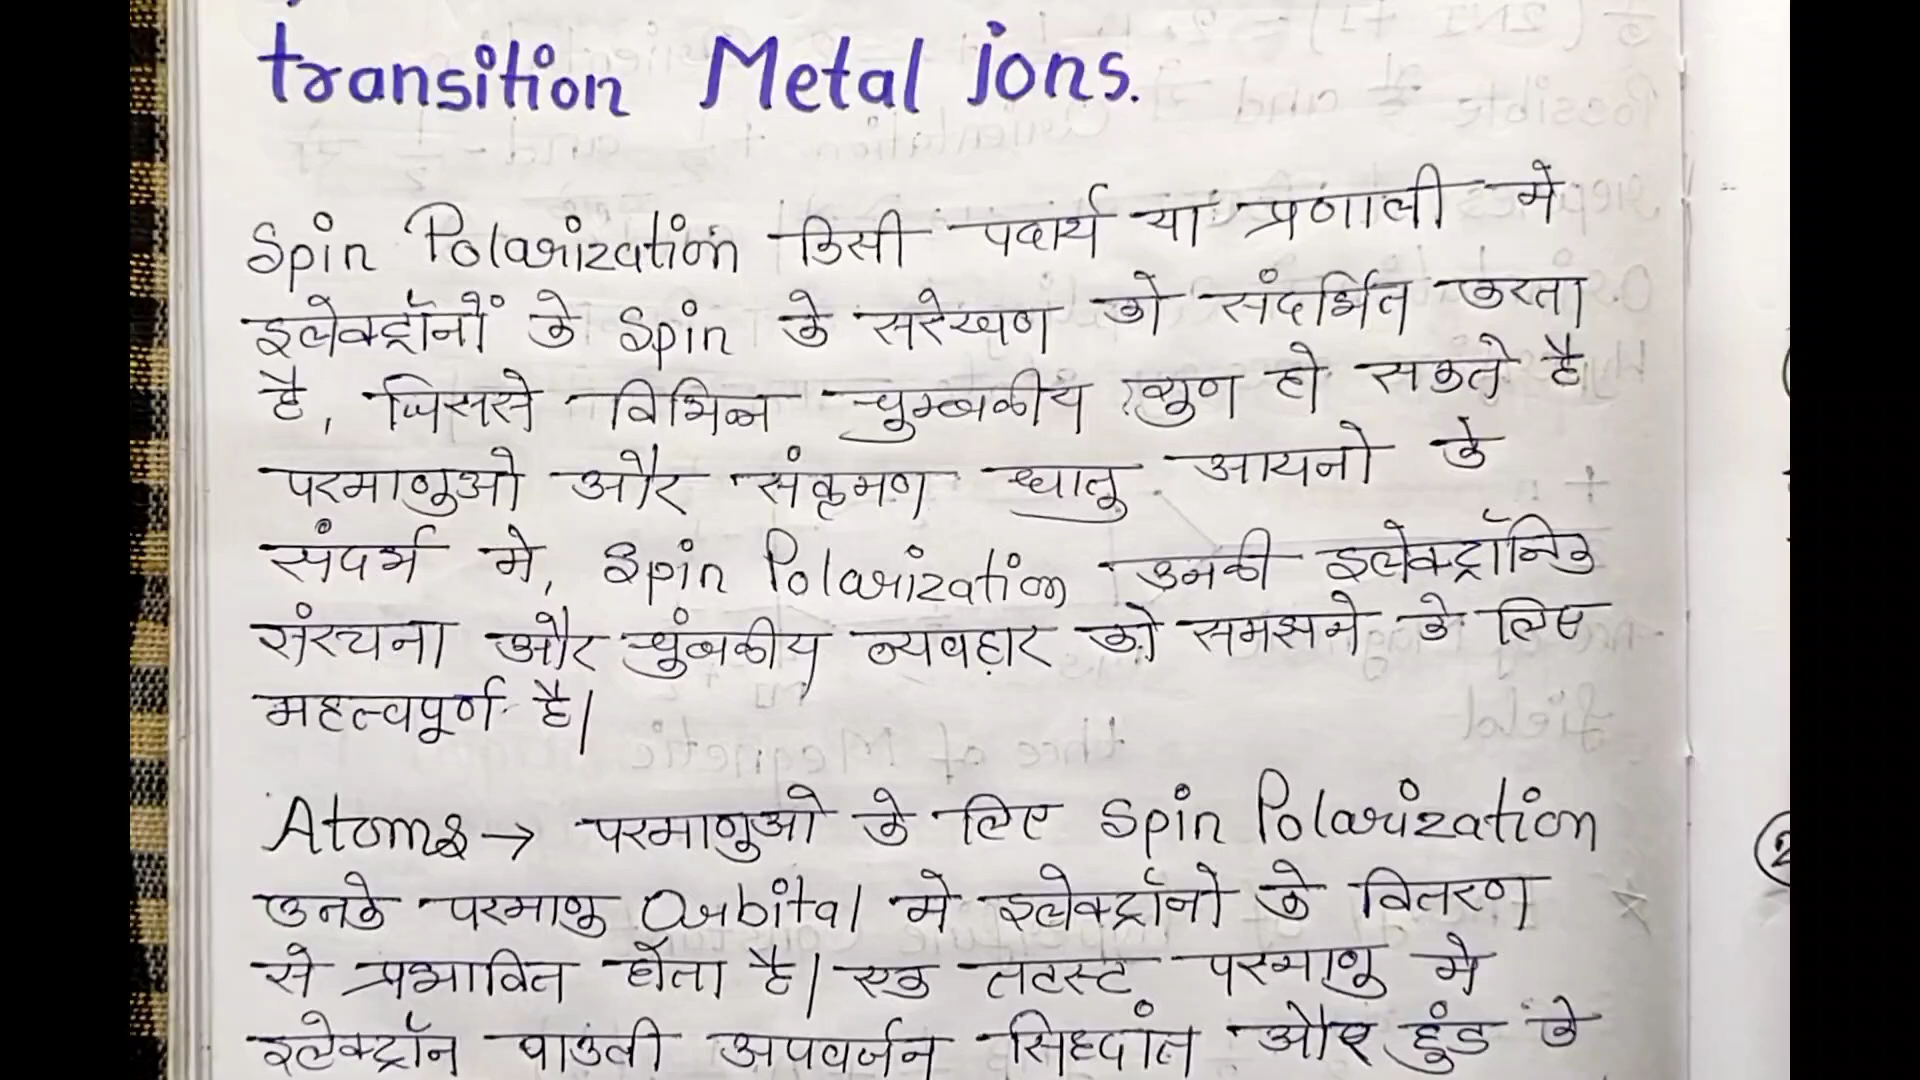 transition Metal ions.
Spin Polarization किसी पदार्थ या प्रणाली मे
इलेक्ट्रॉनों के Spin के सरेखण को संदर्भित करता
है, जिससे विभिन्न चुम्बकीय गुण हो सकते है
परमाणुओ और संक्रमण धातु आयनो के
संदर्भ मे, Spin Polarization उनकी इलेक्ट्रॉनिक
संरचना और चुंबकीय व्यवहार को समझने के लिए
महत्वपूर्ण है।
Atoms → परमाणुओ के लिए Spin Polarization
उनके परमाणु Orbital मे इलेक्ट्रॉनो के वितरण
से प्रभावित होता है। एक तटस्ट परमाणु मे
इलेक्ट्रॉन पाउली अपवर्जन सिद्दांत और हुंड के
2